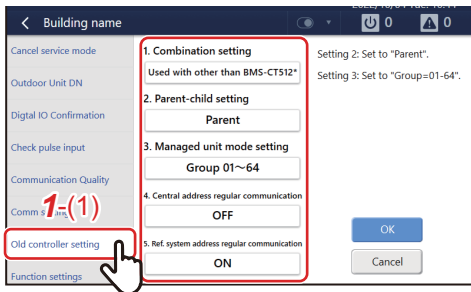 Building name
0
0
Cancel service mode
Outdoor Unit DN
Digtal IO Confirmation
Check pulse input
Communication Quality
Comm s
1-(1)
Old controller setting
Function settings
1. Combination setting
Used with other than BMS-CT512*
2. Parent-child setting
Parent
3. Managed unit mode setting
Group 01～64
4. Central address regular communication
OFF
5. Ref. system address regular communication
ON
Setting 2: Set to "Parent".
Setting 3: Set to "Group=01-64".
OK
Cancel